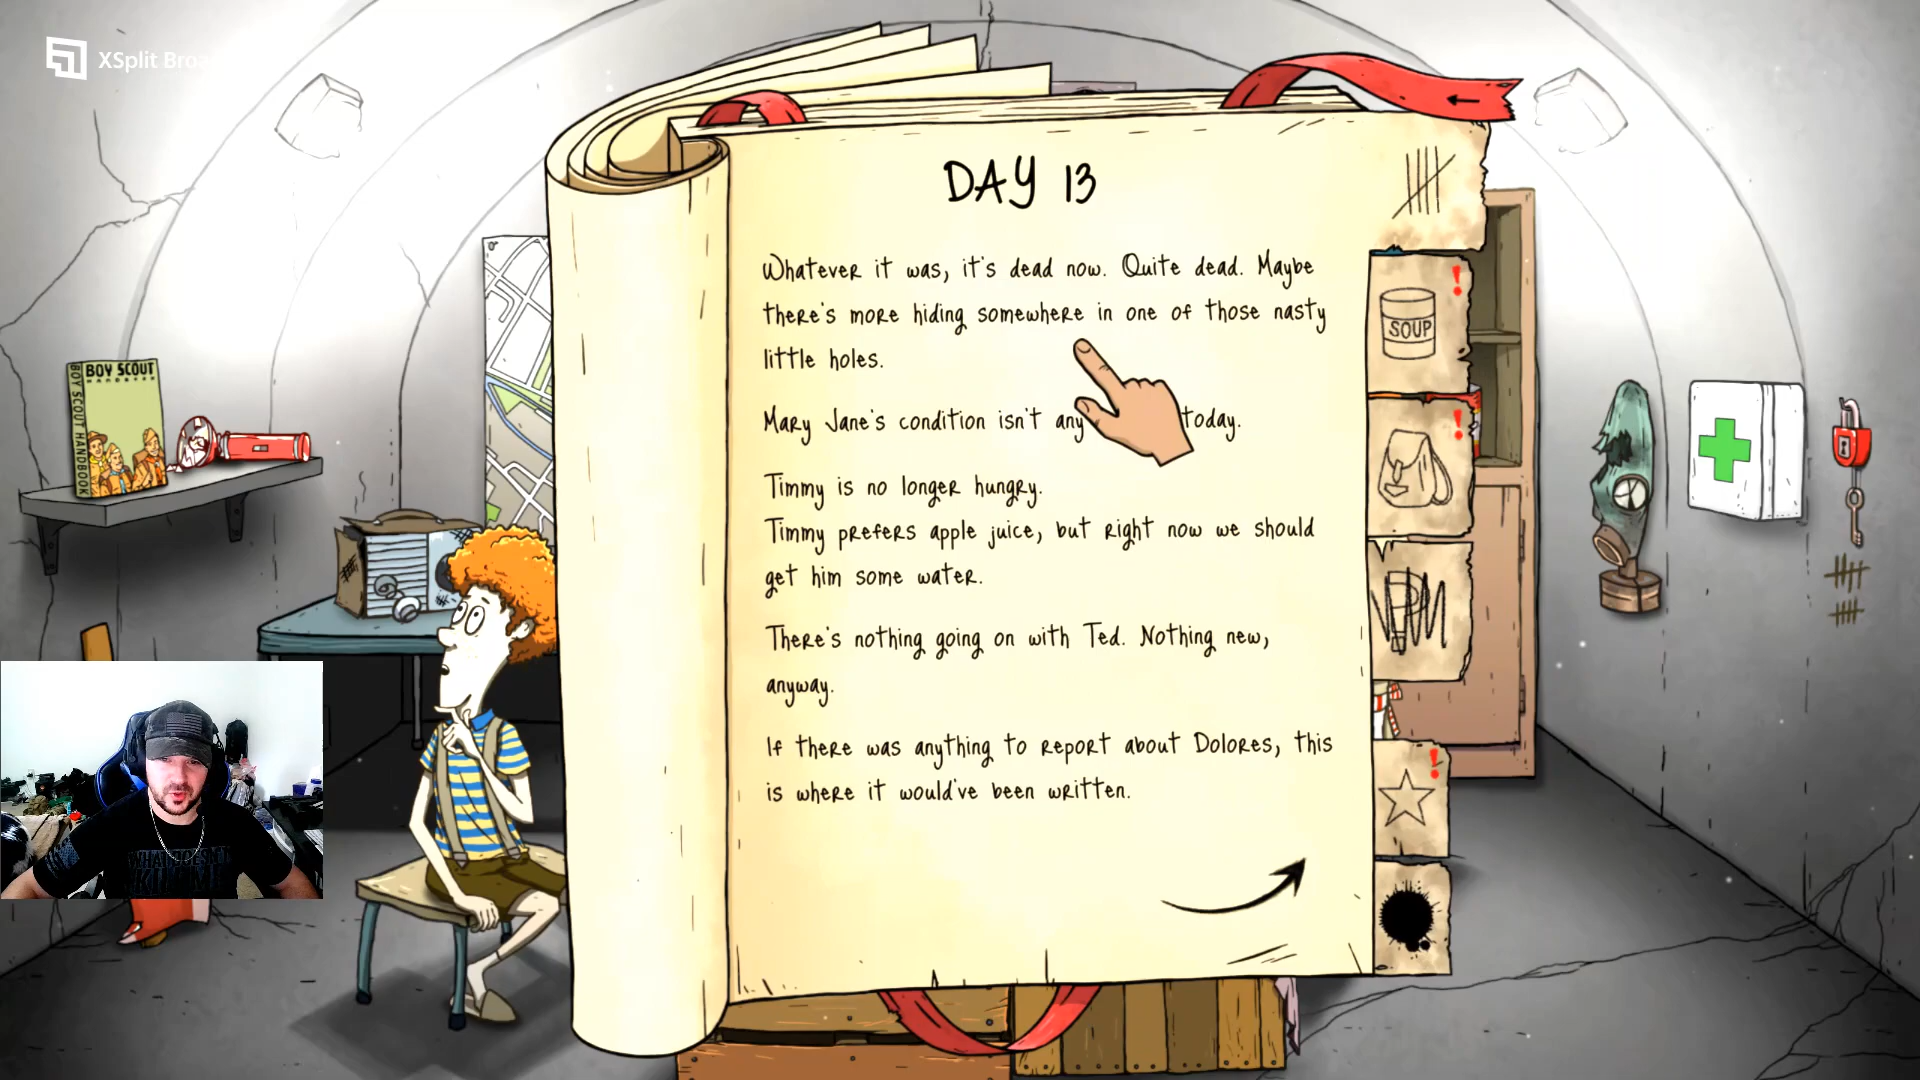 XSplit Broa
DAY 13
Whatever it was, it's dead now. Quite dead. Maybe
there's more hiding somewhere in one of those nasty
little holes.
Mary Jane's condition isn't any today.
Timmy is no longer hungry.
Timmy prefers apple juice, but right now we should
get him some water.
There's nothing going on with Ted. Nothing new,
anyway.
If there was anything to report about Dolores, this
is where it would've been written.
!
SOUP
!
!
BOY SCOUT
HANDBOOK
BOY SCOUT HANDBOOK